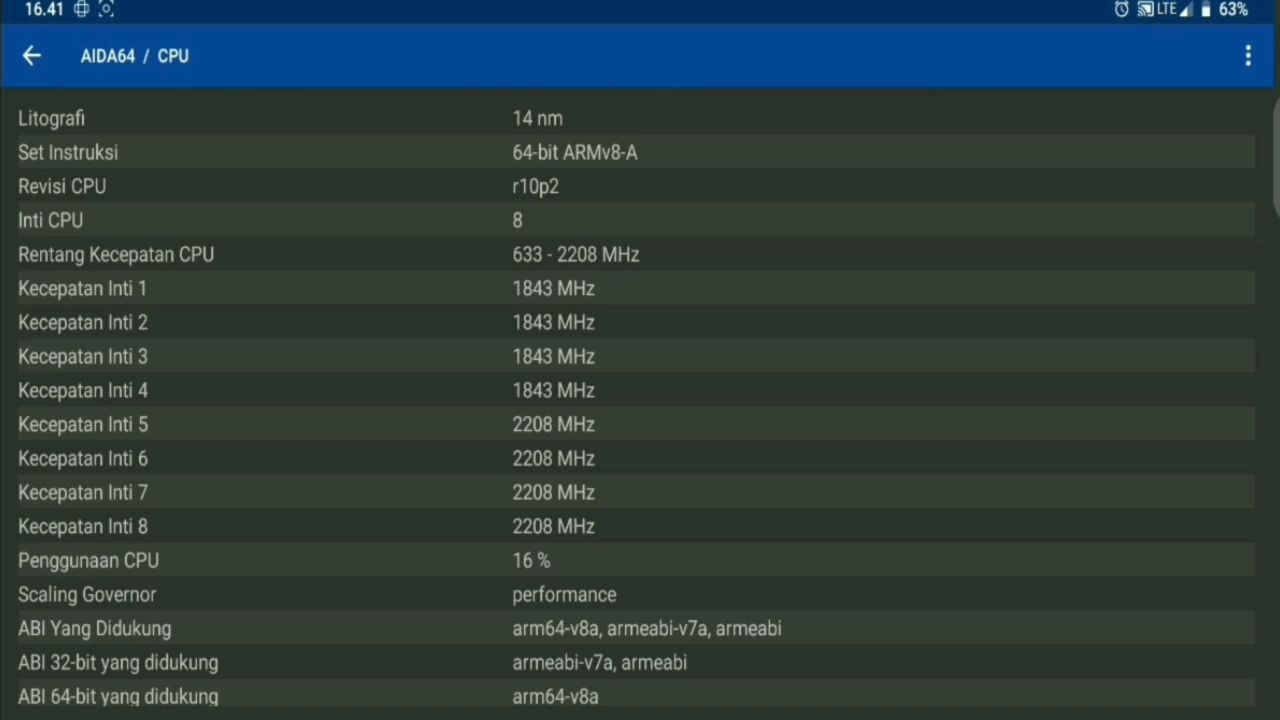 16.41 LTE 63%
AIDA64 / CPU
Litografi 14 nm
Set Instruksi 64-bit ARMv8-A
Revisi CPU r10p2
Inti CPU 8
Rentang Kecepatan CPU 633 - 2208 MHz
Kecepatan Inti 1 1843 MHz
Kecepatan Inti 2 1843 MHz
Kecepatan Inti 3 1843 MHz
Kecepatan Inti 4 1843 MHz
Kecepatan Inti 5 2208 MHz
Kecepatan Inti 6 2208 MHz
Kecepatan Inti 7 2208 MHz
Kecepatan Inti 8 2208 MHz
Penggunaan CPU 16 %
Scaling Governor performance
ABI Yang Didukung arm64-v8a, armeabi-v7a, armeabi
ABI 32-bit yang didukung armeabi-v7a, armeabi
ABI 64-bit yang didukung arm64-v8a